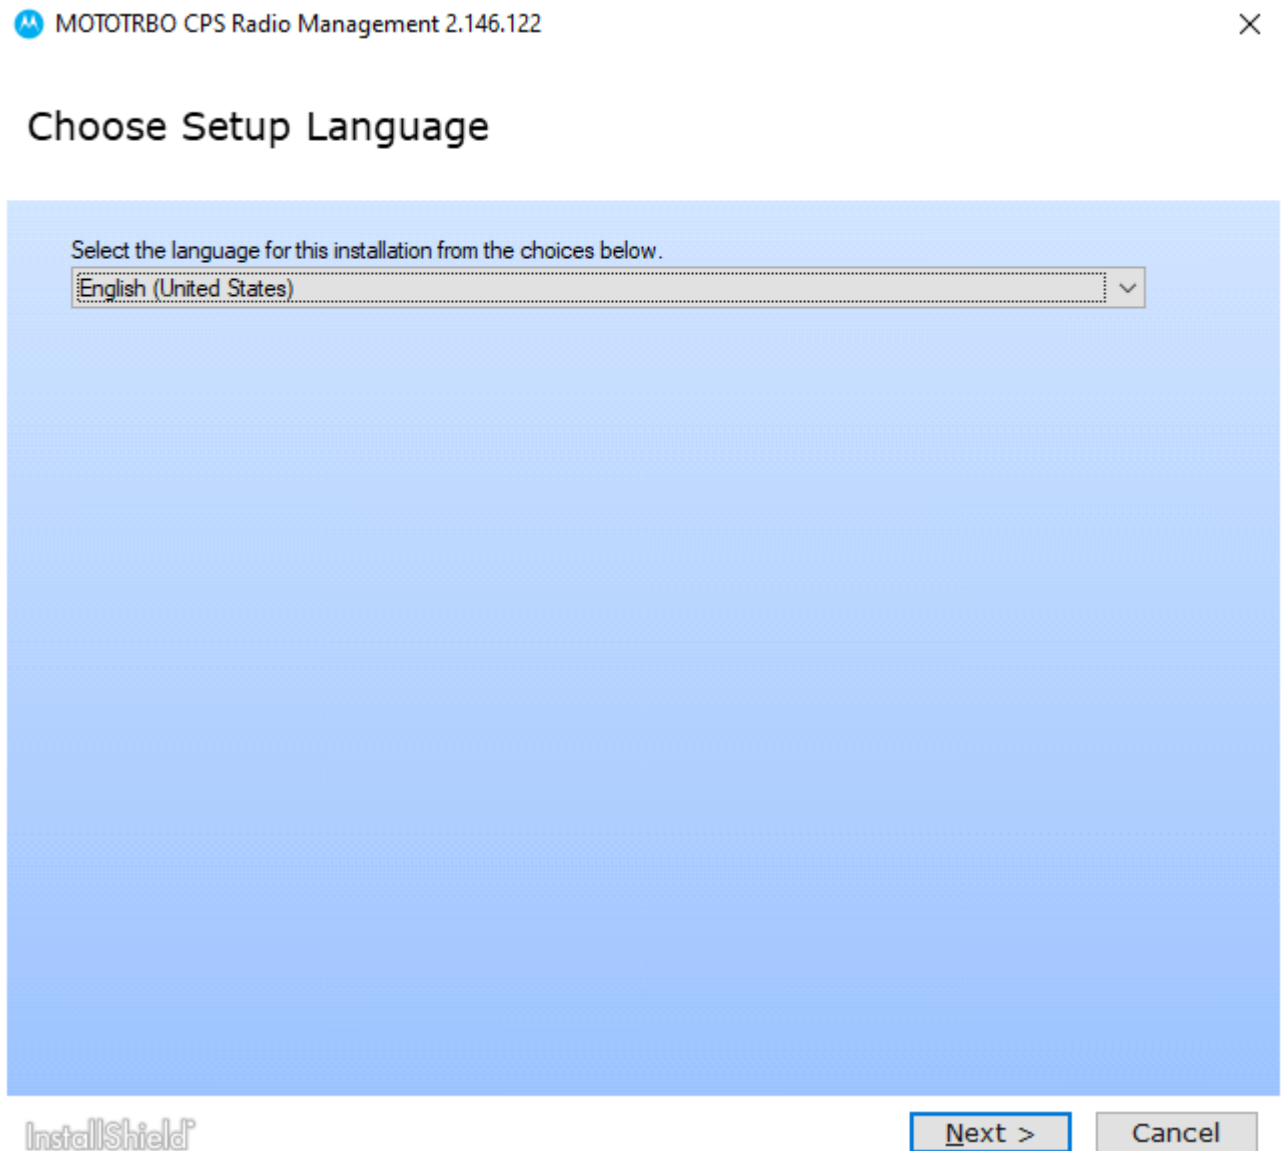 MOTOTRBO CPS Radio Management 2.146.122
Choose Setup Language
Select the language for this installation from the choices below.
English (United States)
InstallShield®
Next >
Cancel